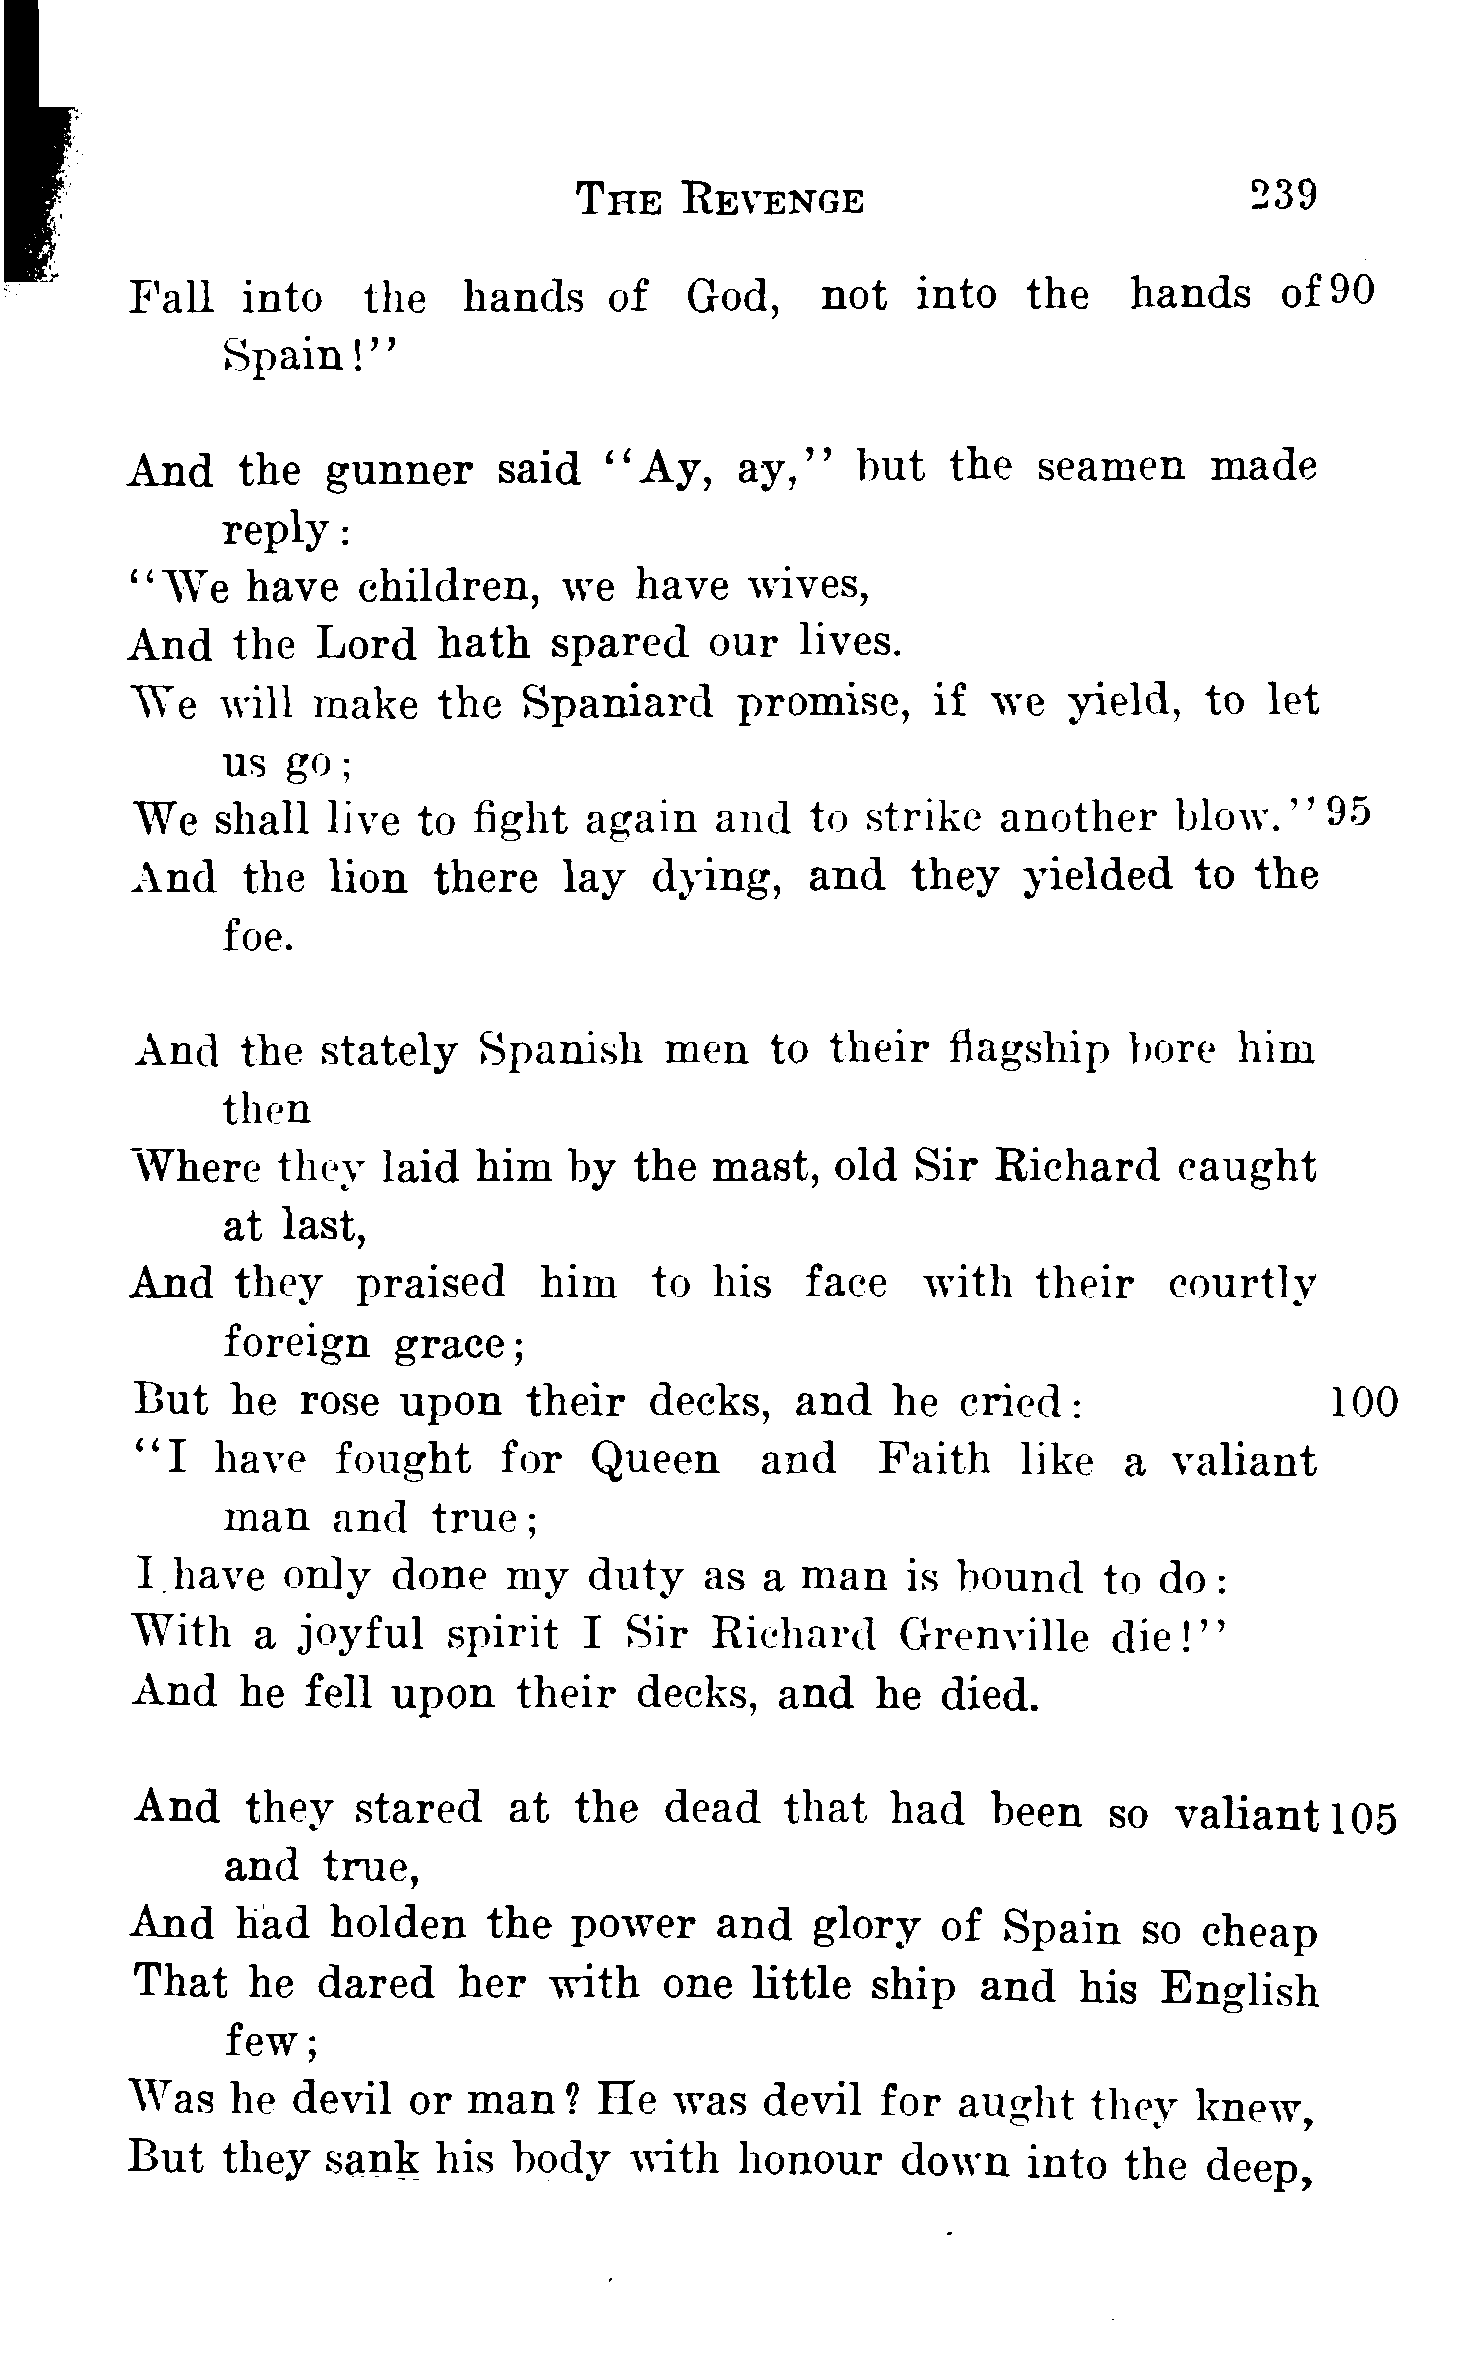 THE REVENGE 239
Fall into the hands of God, not into the hands of 90
Spain!"
And the gunner said "Ay, ay," but the seamen made
reply:
"We have children, we have wives,
And the Lord hath spared our lives.
We will make the Spaniard promise, if we yield, to let
us go;
We shall live to fight again and to strike another blow." 95
And the lion there lay dying, and they yielded to the
foe.
And the stately Spanish men to their flagship bore him
then
Where they laid him by the mast, old Sir Richard caught
at last,
And they praised him to his face with their courtly
foreign grace;
But he rose upon their decks, and he cried: 100
"I have fought for Queen and Faith like a valiant
man and true;
I have only done my duty as a man is bound to do:
With a joyful spirit I Sir Richard Grenville die!"
And he fell upon their decks, and he died.
And they stared at the dead that had been so valiant 105
and true,
And had holden the power and glory of Spain so cheap
That he dared her with one little ship and his English
few;
Was he devil or man? He was devil for aught they knew,
But they sank his body with honour down into the deep,